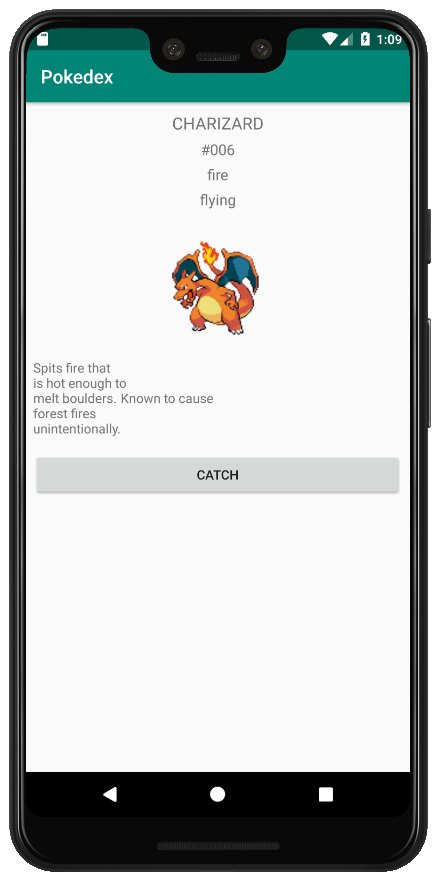 1:09
Pokedex
CHARIZARD
#006
fire
flying
Spits fire that
is hot enough to
melt boulders. Known to cause
forest fires
unintentionally.
CATCH